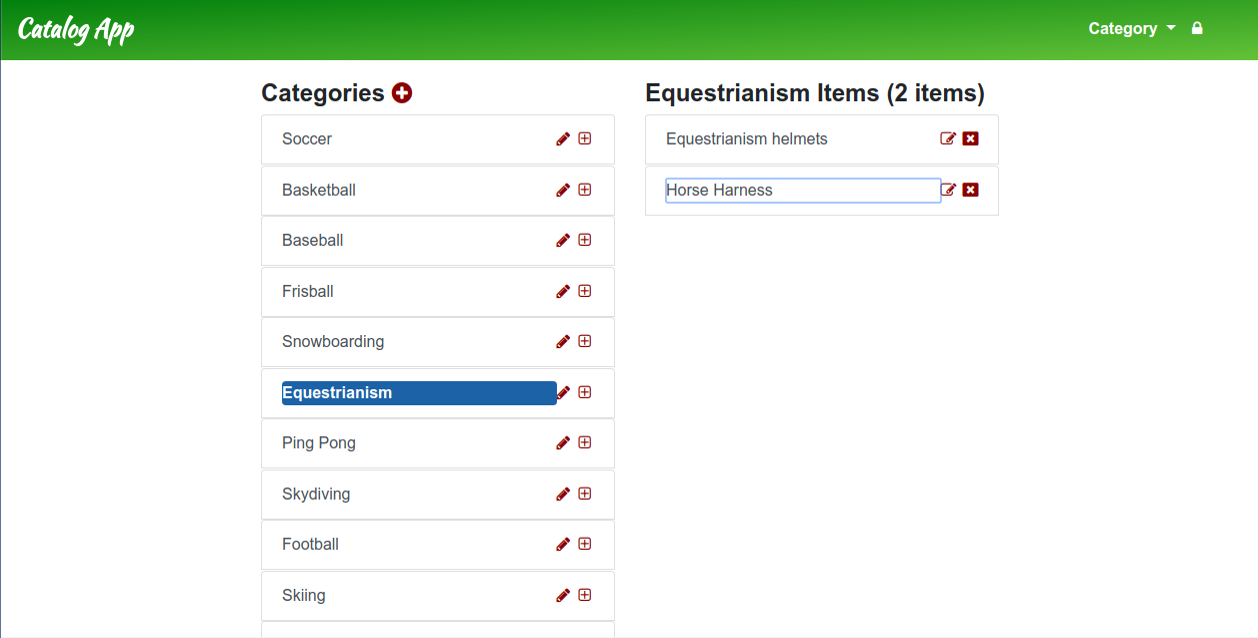 Catalog App
Category
Categories
Soccer
Basketball
Baseball
Frisball
Snowboarding
Equestrianism
Ping Pong
Skydiving
Football
Skiing
Equestrianism Items (2 items)
Equestrianism helmets
Horse Harness